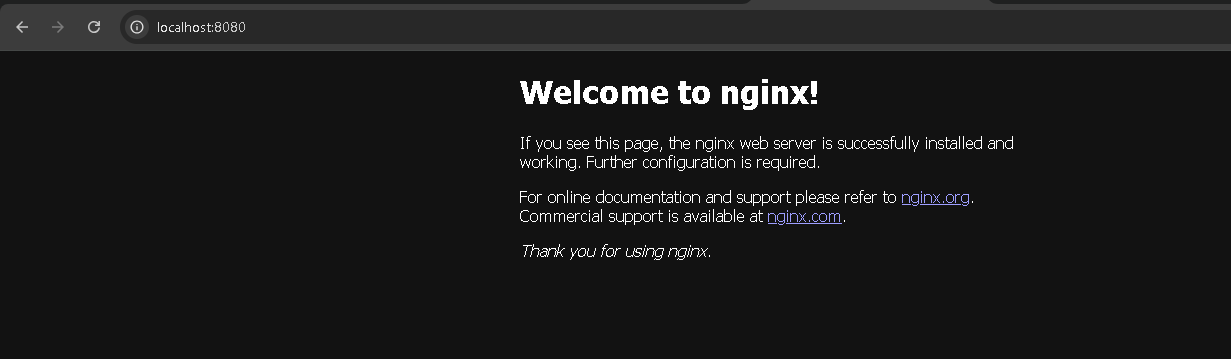 localhost:8080
Welcome to nginx!
If you see this page, the nginx web server is successfully installed and
working. Further configuration is required.
For online documentation and support please refer to nginx.org.
Commercial support is available at nginx.com.
Thank you for using nginx.